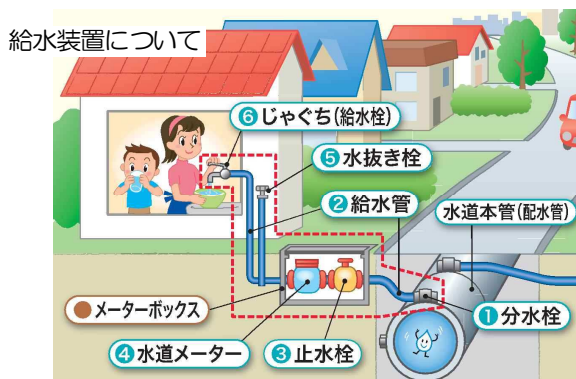 給水装置について
❻じゃぐち(給水栓)
❺水抜き栓
❷給水管
水道本管(配水管)
●メーターボックス
❶分水栓
❹水道メーター
❸止水栓